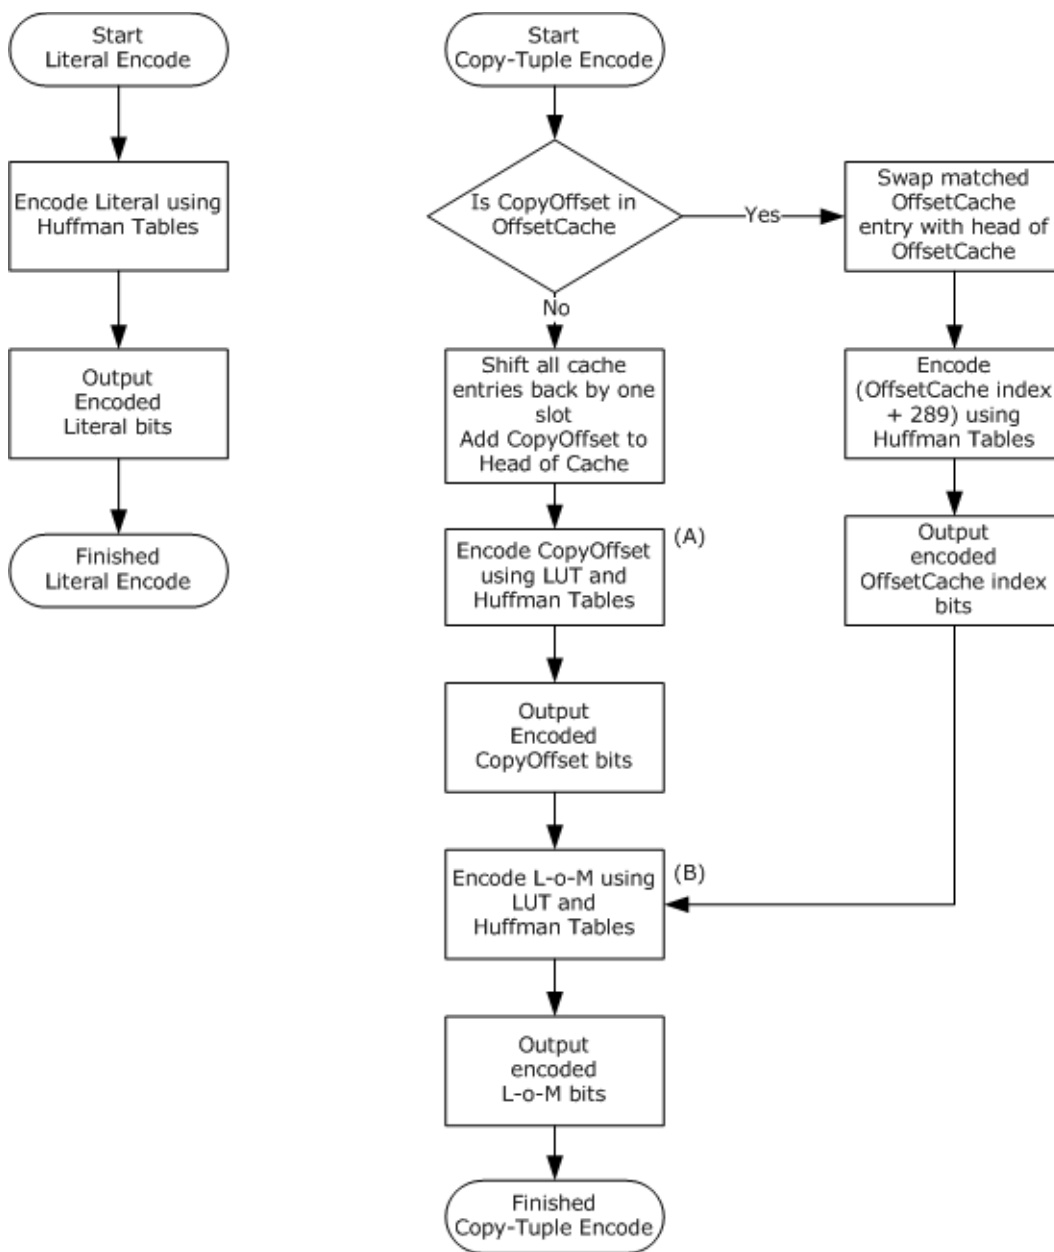 Start
Literal Encode
Encode Literal using
Huffman Tables
Output
Encoded
Literal bits
Finished
Literal Encode
Start
Copy-Tuple Encode
Is CopyOffset in
OffsetCache
Yes
No
Swap matched
OffsetCache
entry with head of
OffsetCache
Encode
(OffsetCache index
+ 289) using
Huffman Tables
Output
encoded
OffsetCache index
bits
Shift all cache
entries back by one
slot
Add CopyOffset to
Head of Cache
(A)
Encode CopyOffset
using LUT and
Huffman Tables
Output
Encoded
CopyOffset bits
(B)
Encode L-o-M using
LUT and
Huffman Tables
Output
encoded
L-o-M bits
Finished
Copy-Tuple Encode